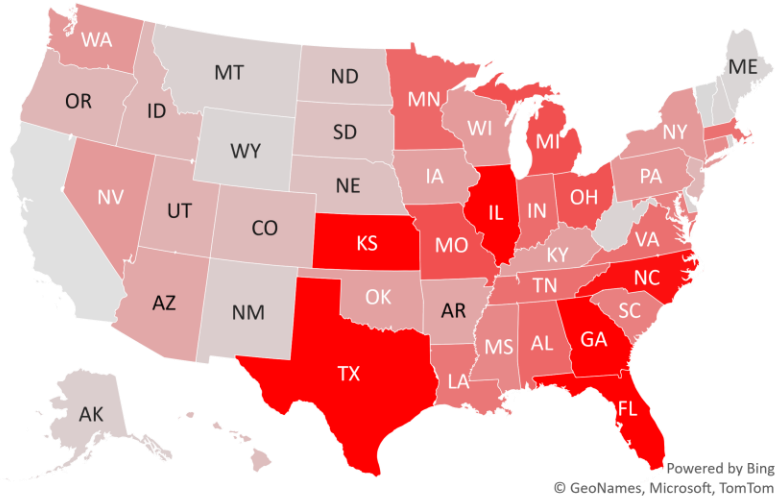 WA
ME
MT
ND
OR
MN
ID
SD
WI
NY
MI
WY
IA
PA
NE
NV
OH
IL
IN
UT
CO
VA
KS
MO
KY
NC
TN
OK
AZ
AR
NM
SC
MS
AL
GA
TX
LA
FL
AK
Powered by Bing
© GeoNames, Microsoft, TomTom